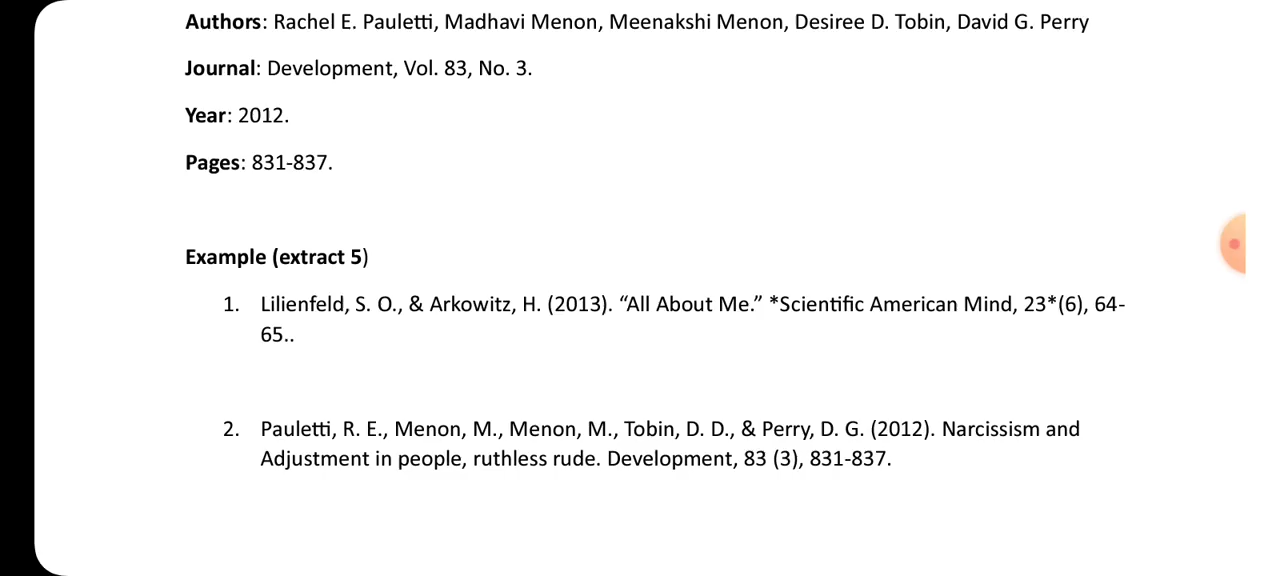 Authors: Rachel E. Pauletti, Madhavi Menon, Meenakshi Menon, Desiree D. Tobin, David G. Perry
Journal: Development, Vol. 83, No. 3.
Year: 2012.
Pages: 831-837.
Example (extract 5)
1. Lilienfeld, S. O., & Arkowitz, H. (2013). “All About Me.” *Scientific American Mind, 23*(6), 64-
65..
2. Pauletti, R. E., Menon, M., Menon, M., Tobin, D. D., & Perry, D. G. (2012). Narcissism and
Adjustment in people, ruthless rude. Development, 83 (3), 831-837.